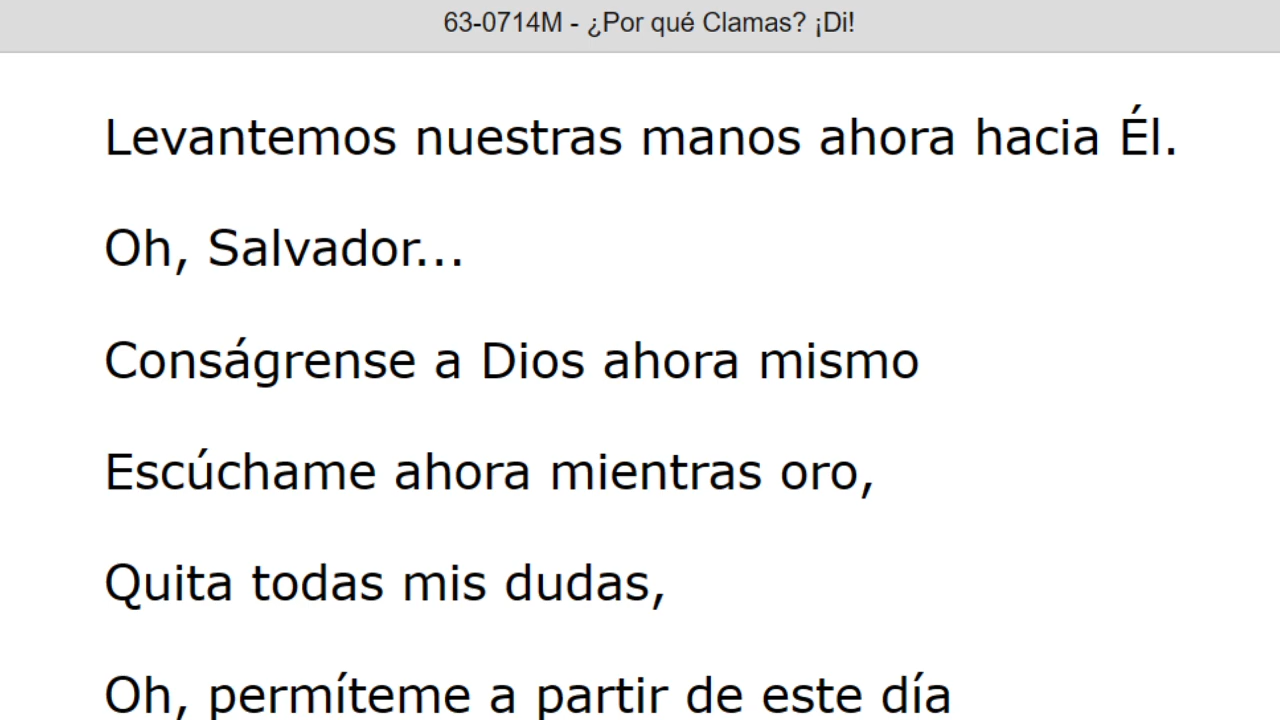 63-0714M - ¿Por qué Clamas? ¡Di!
Levantemos nuestras manos ahora hacia Él.
Oh, Salvador...
Conságrense a Dios ahora mismo
Escúchame ahora mientras oro,
Quita todas mis dudas,
Oh, permíteme a partir de este día